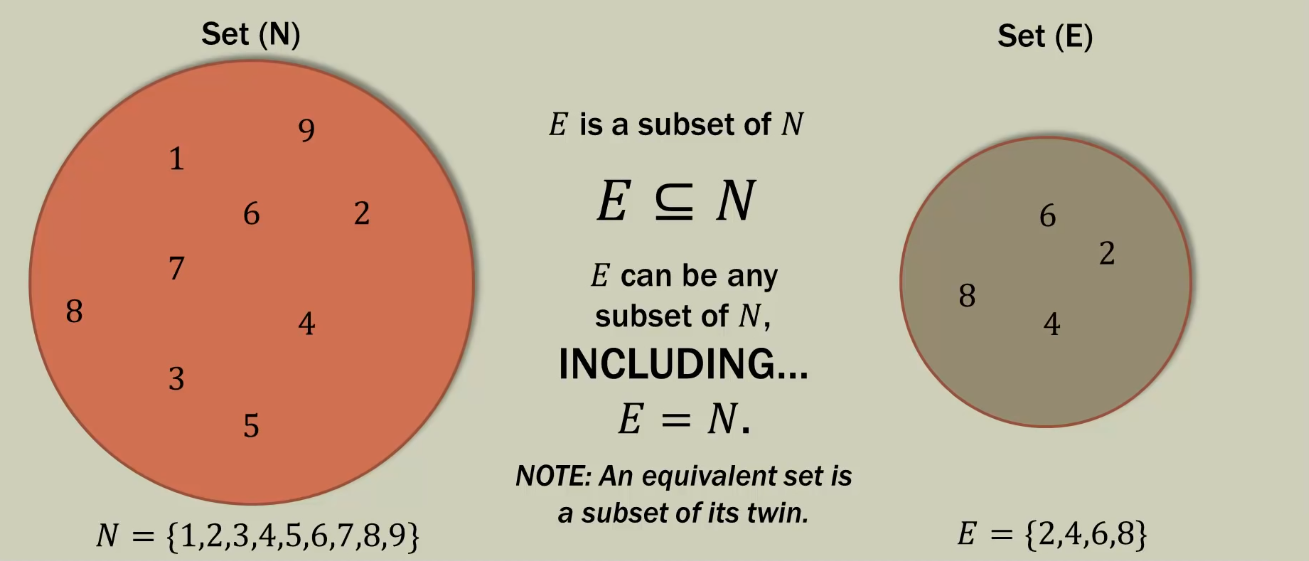 Set (N)
1
9
6
2
7
8
4
3
5
N = {1,2,3,4,5,6,7,8,9}
E is a subset of N
E ⊆ N
E can be any
subset of N,
INCLUDING...
E = N.
NOTE: An equivalent set is
a subset of its twin.
Set (E)
6
2
8
4
E = {2,4,6,8}